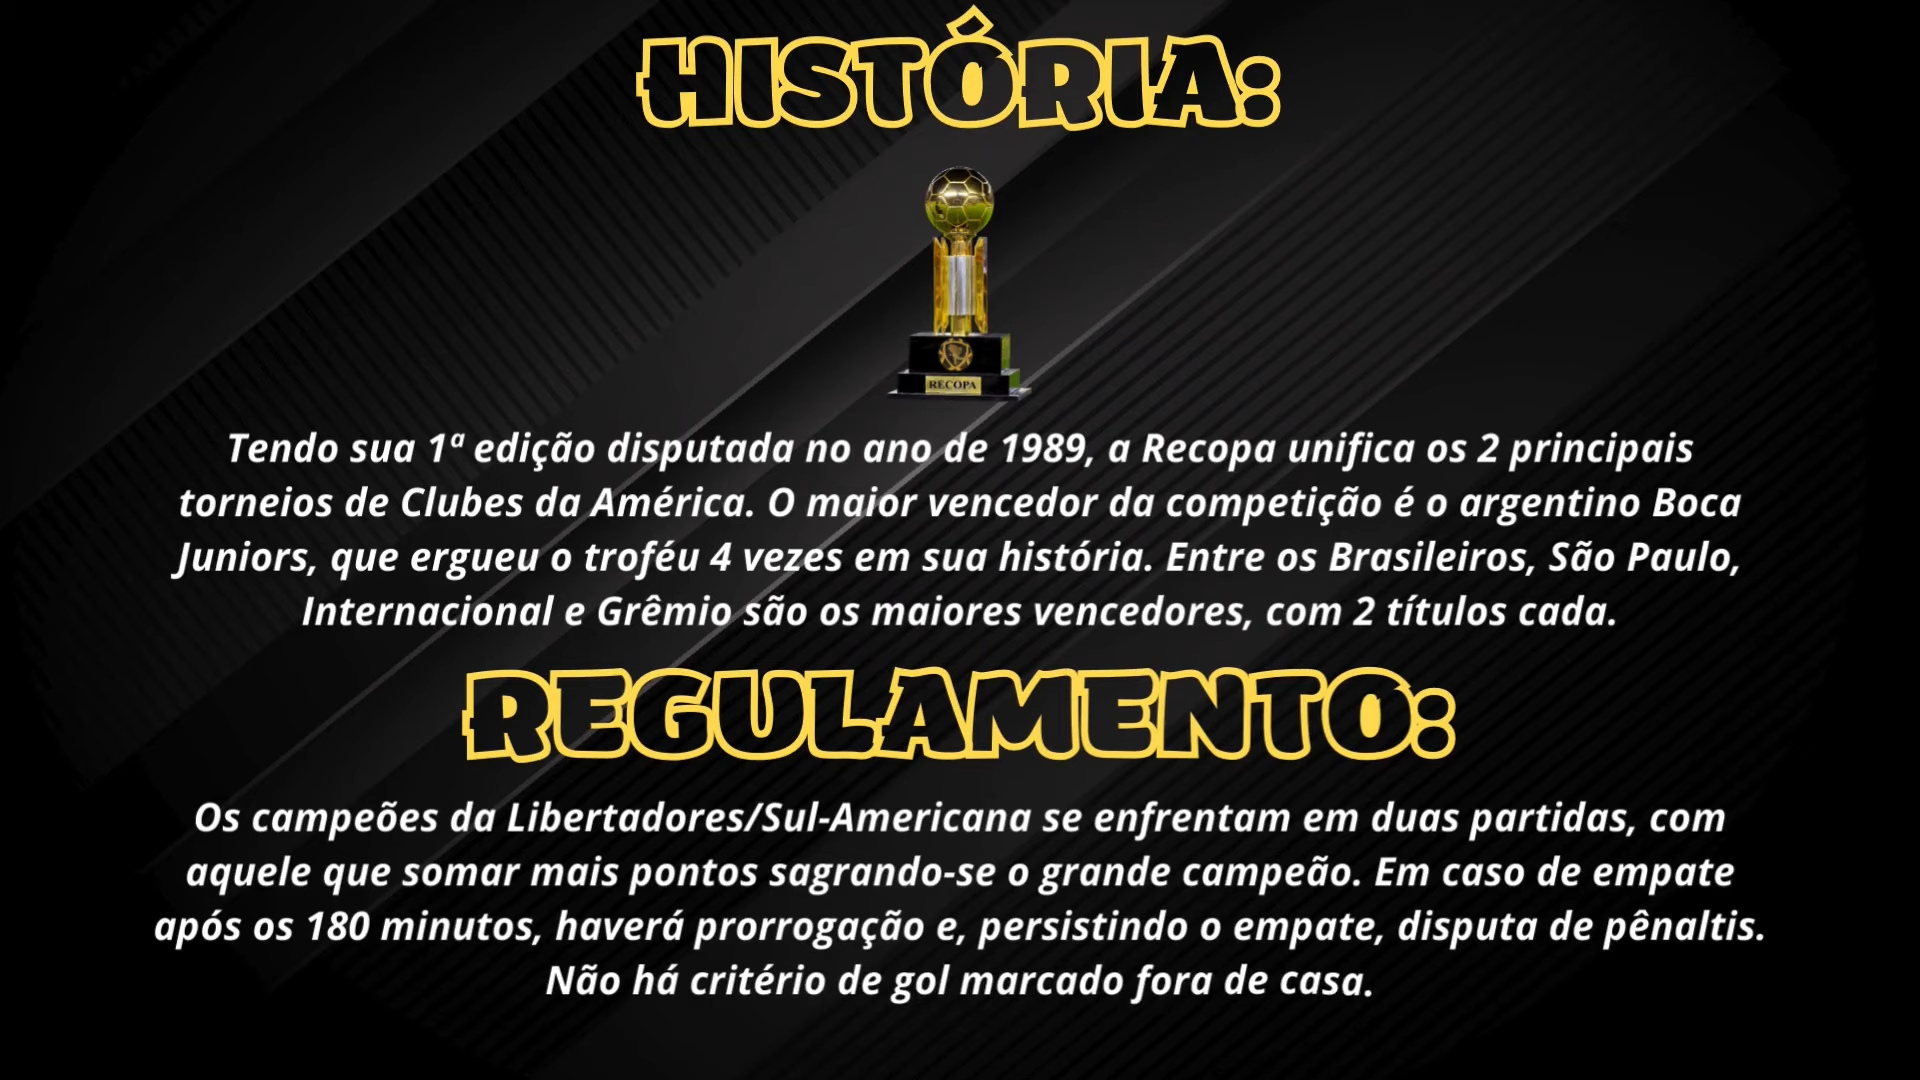 HISTÓRIA:
RECOPA
Tendo sua 1ª edição disputada no ano de 1989, a Recopa unifica os 2 principais
torneios de Clubes da América. O maior vencedor da competição é o argentino Boca
Juniors, que ergueu o troféu 4 vezes em sua história. Entre os Brasileiros, São Paulo,
Internacional e Grêmio são os maiores vencedores, com 2 títulos cada.
REGULAMENTO:
Os campeões da Libertadores/Sul-Americana se enfrentam em duas partidas, com
aquele que somar mais pontos sagrando-se o grande campeão. Em caso de empate
após os 180 minutos, haverá prorrogação e, persistindo o empate, disputa de pênaltis.
Não há critério de gol marcado fora de casa.